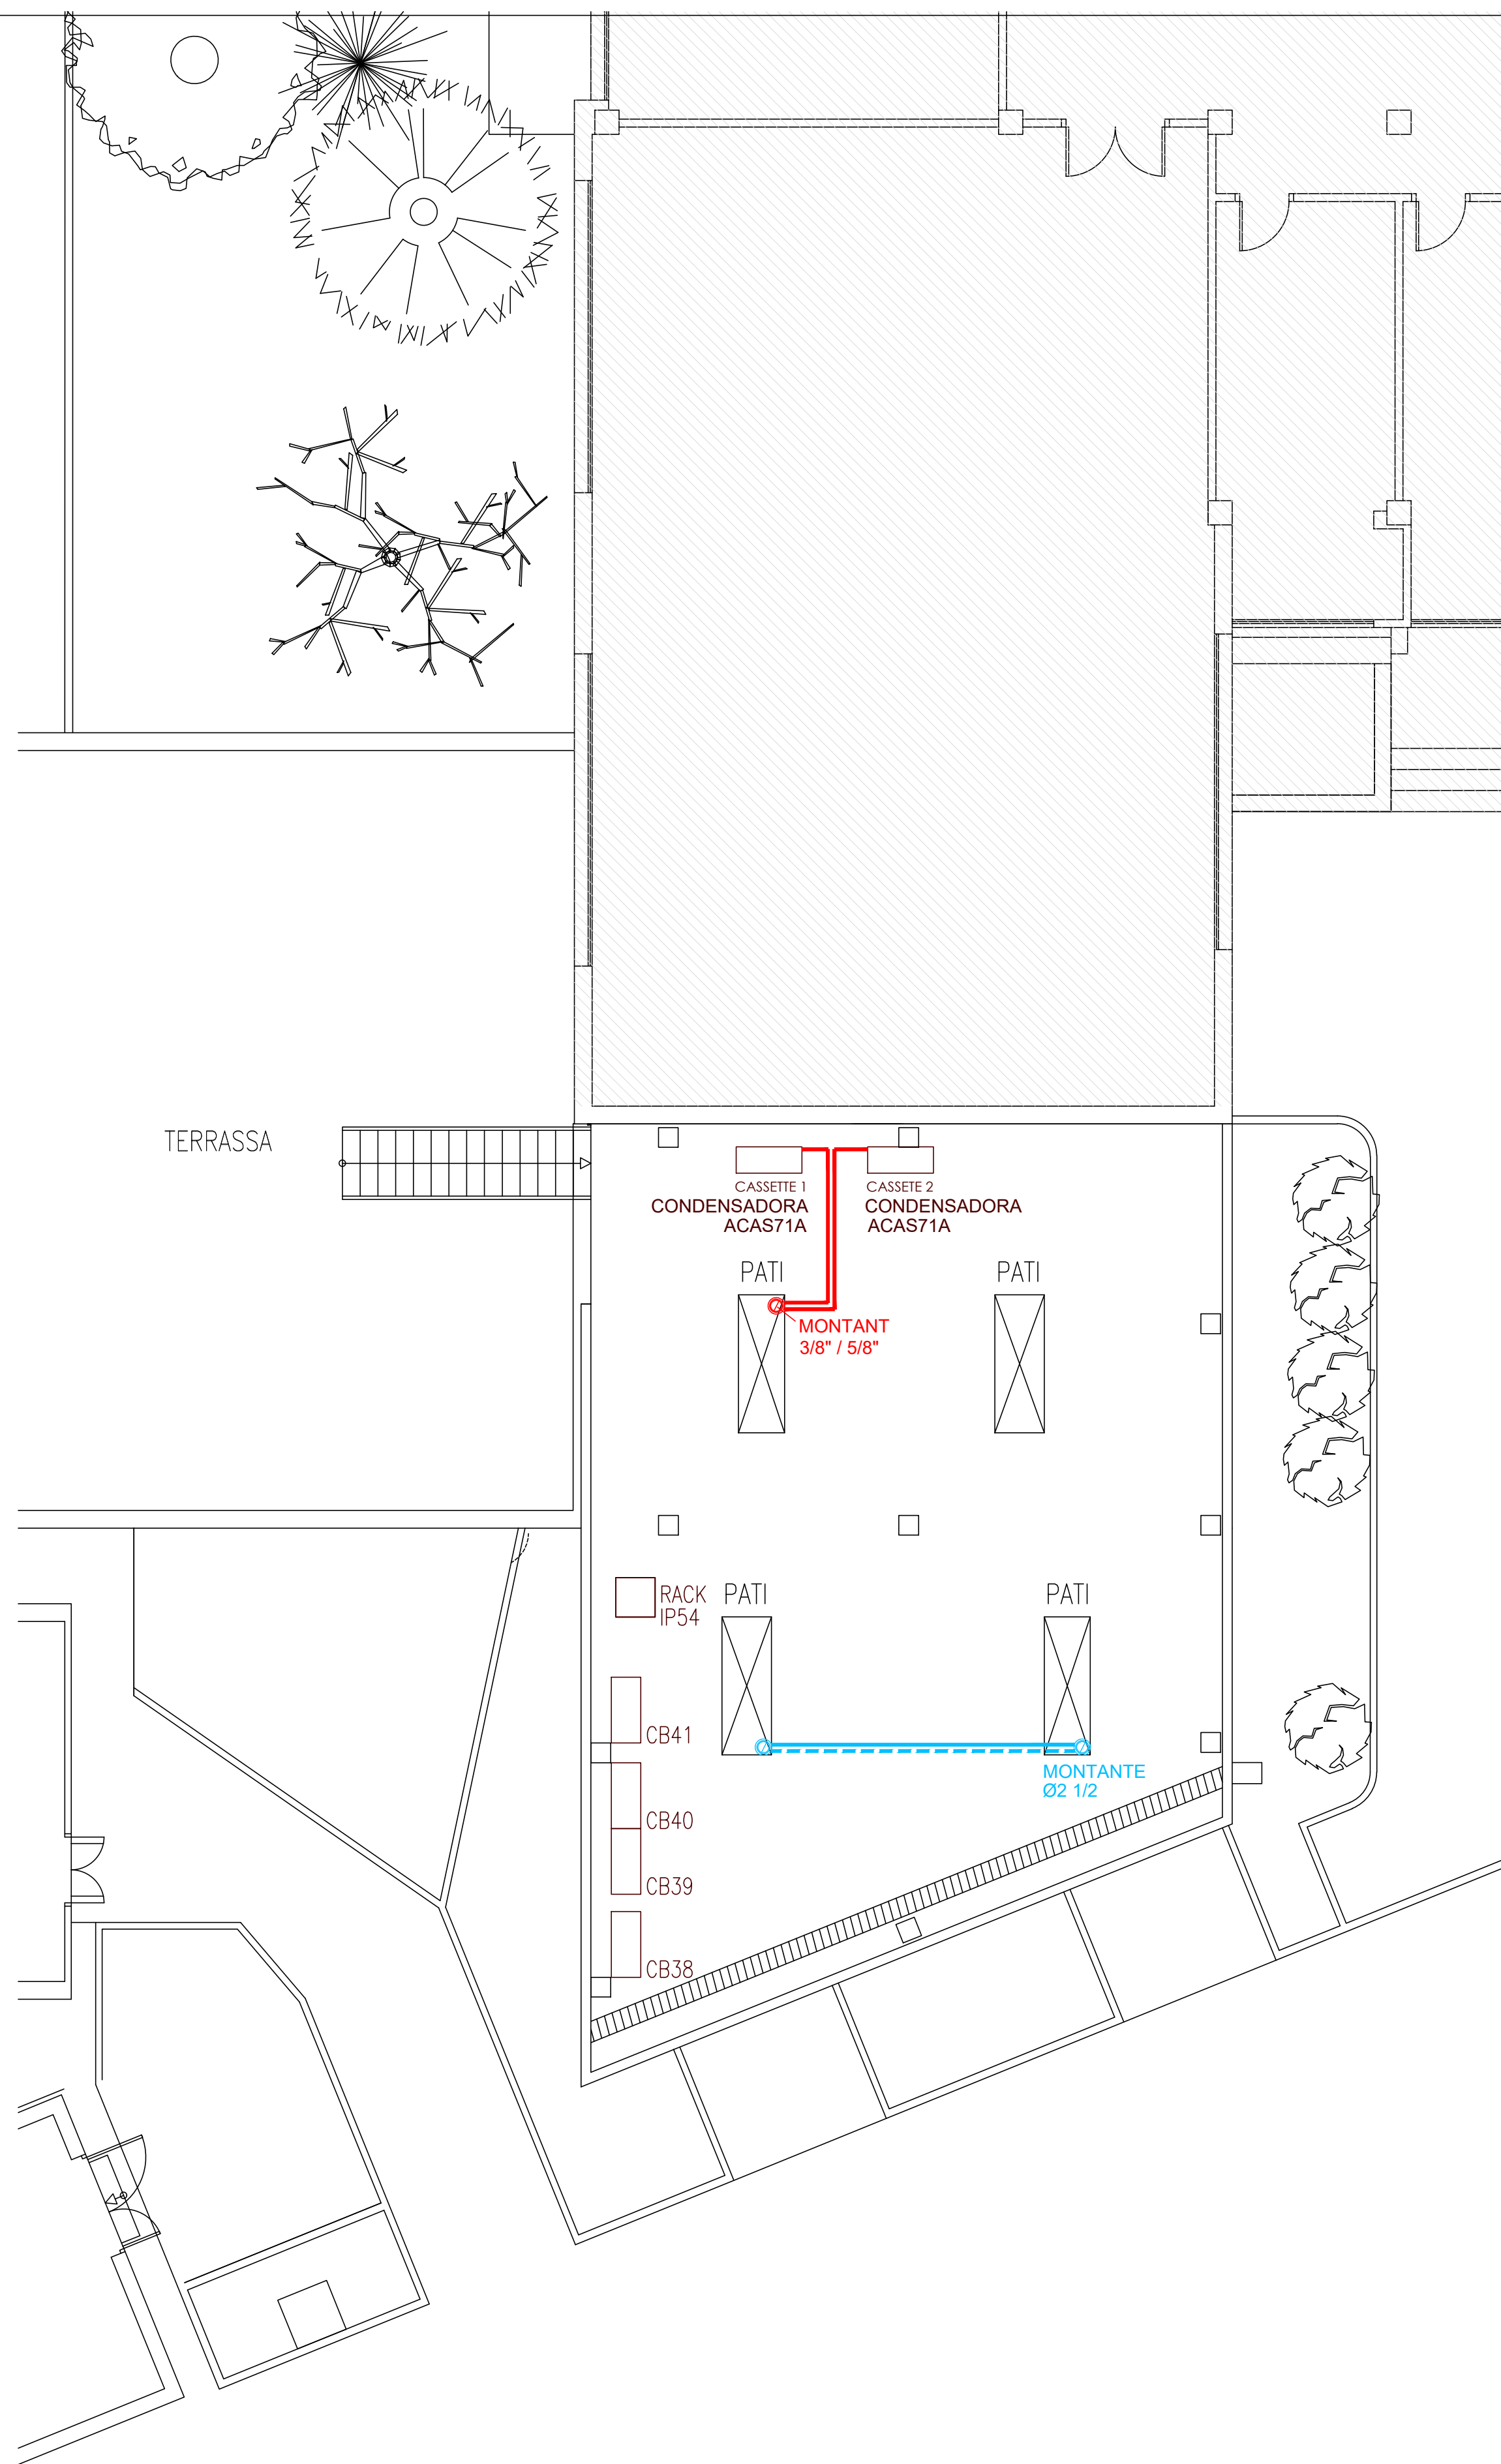 TERRASSA
CASSETTE 1
CONDENSADORA
ACAS71A
CASSETE 2
CONDENSADORA
ACAS71A
PATI
PATI
MONTANT
3/8" / 5/8"
RACK
IP54
PATI
PATI
CB41
MONTANTE
Ø2 1/2
CB40
CB39
CB38